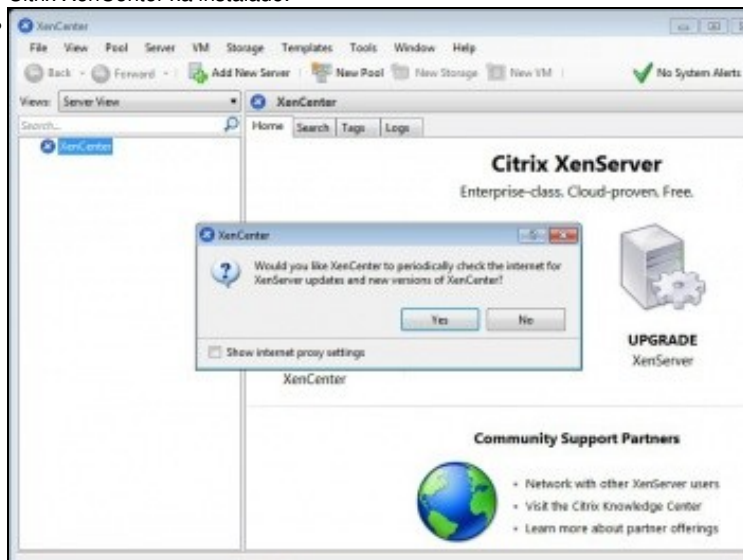 XenCenter
File View Pool Server VM Storage Templates Tools Window Help
Back Forward Add New Server New Pool New Storage New VM No System Alerts
Views: Server View
XenCenter
Search...
Home Search Tags Logs
XenCenter
Citrix XenServer
Enterprise-class. Cloud-proven. Free.
XenCenter
Would you like XenCenter to periodically check the internet for
XenServer updates and new versions of XenCenter?
Yes No
Show internet proxy settings
UPGRADE
XenServer
XenCenter
Community Support Partners
Network with other XenServer users
Visit the Citrix Knowledge Center
Learn more about partner offerings